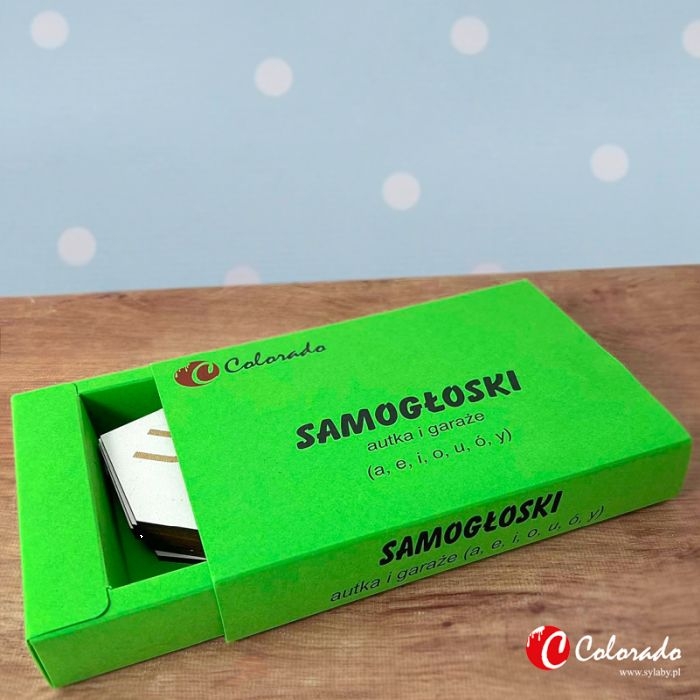 Colorado
SAMOGŁOSKI
autka i garaże
(a, e, i, o, u, ó, y)
SAMOGŁOSKI
autka i garaże (a, e, i, o, u, ó, y)
Colorado
www.sylaby.pl